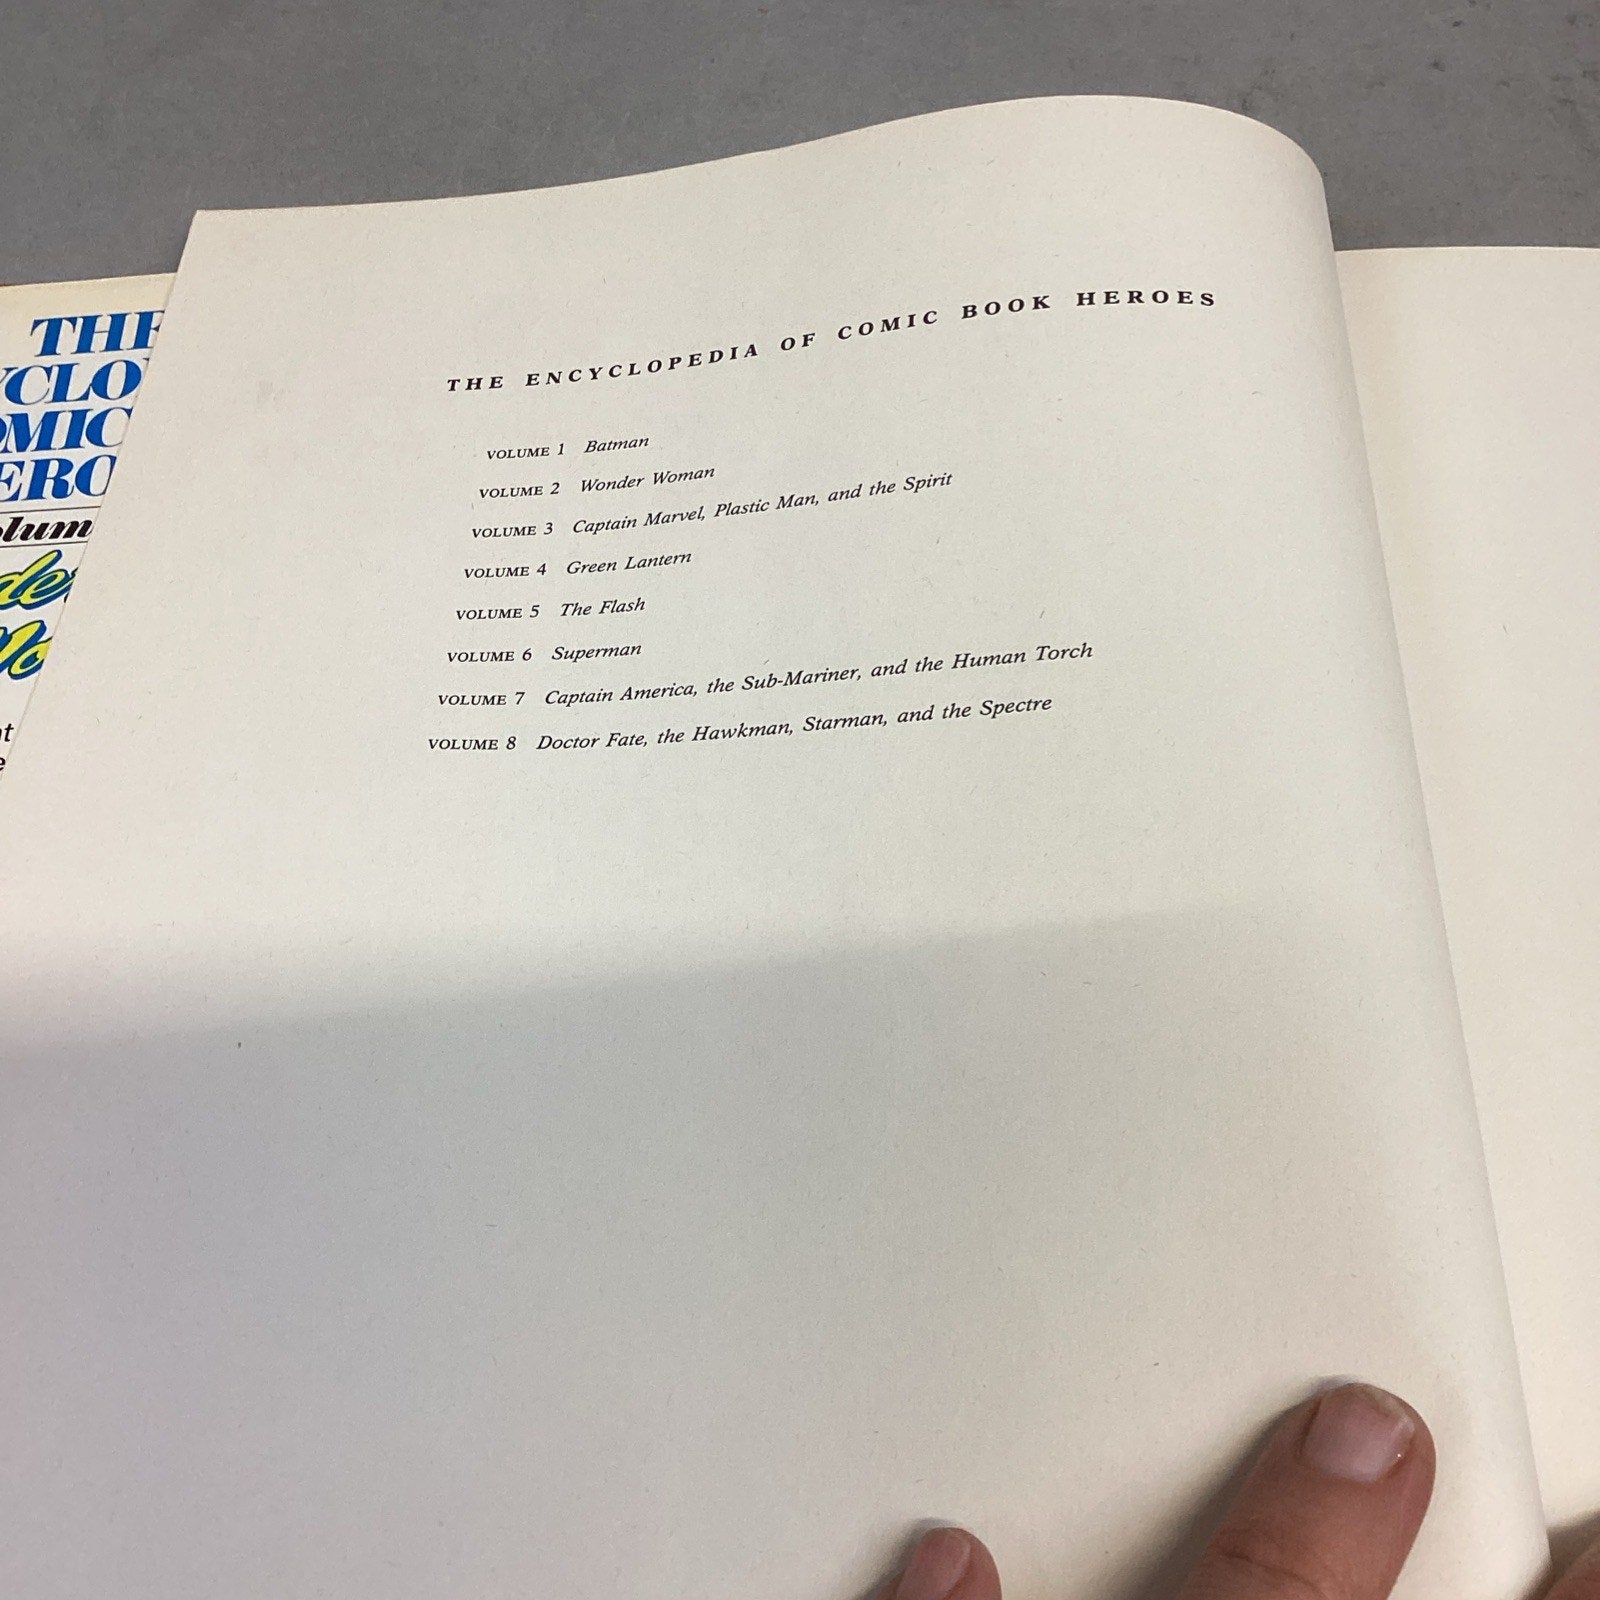 THE ENCYCLOPEDIA OF COMIC BOOK HEROES
VOLUME 1 Batman
VOLUME 2 Wonder Woman
VOLUME 3 Captain Marvel, Plastic Man, and the Spirit
VOLUME 4 Green Lantern
VOLUME 5 The Flash
VOLUME 6 Superman
VOLUME 7 Captain America, the Sub-Mariner, and the Human Torch
VOLUME 8 Doctor Fate, the Hawkman, Starman, and the Spectre
THE